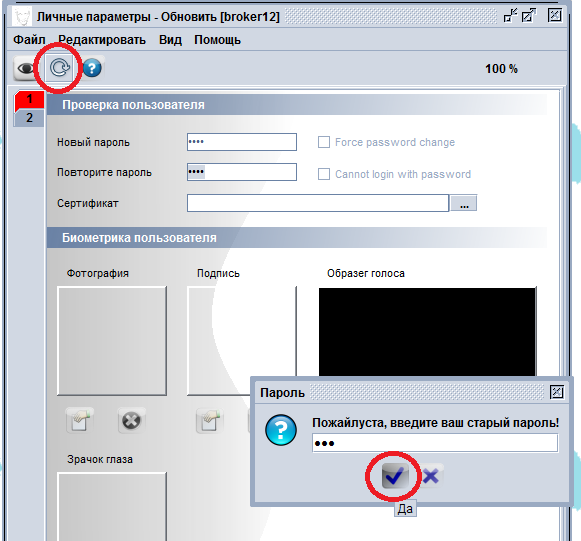 Личные параметры - Обновить [broker12]
Файл Редактировать Вид Помощь
? 100 %
1
2
Проверка пользователя
Новый пароль •••• Force password change
Повторите пароль •••• Cannot login with password
Сертификат ...
Биометрика пользователя
Фотография Подпись Образег голоса
Пароль
? Пожайлуста, введите ваш старый пароль!
•••
Да
Зрачок глаза